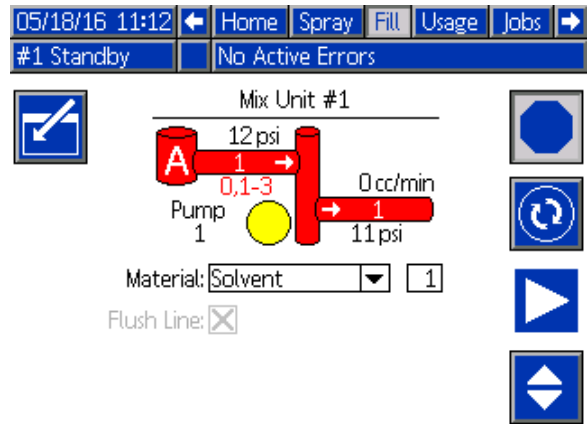 05/18/16 11:12 Home Spray Fill Usage Jobs
#1 Standby No Active Errors
Mix Unit #1
12 psi
A 1
0,1-3
0 cc/min
Pump 1
1
11 psi
Material: Solvent 1
Flush Line: